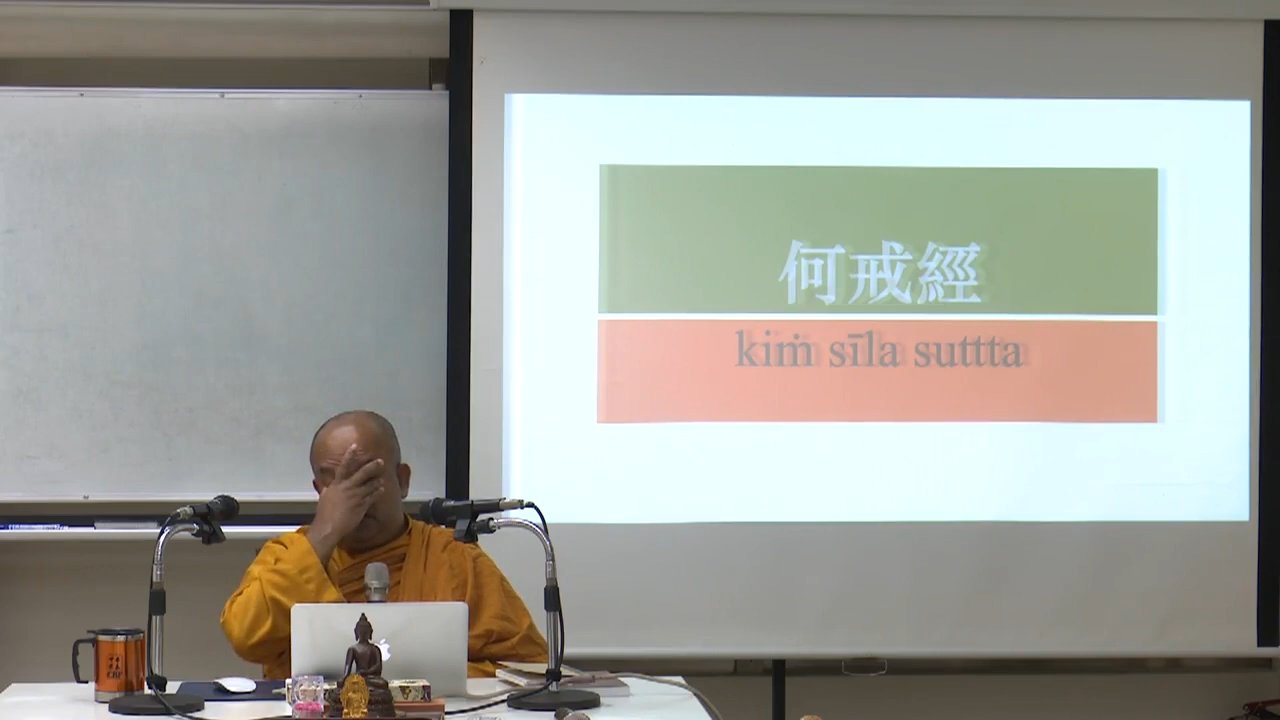 何戒經
kiṁ sīla suttta